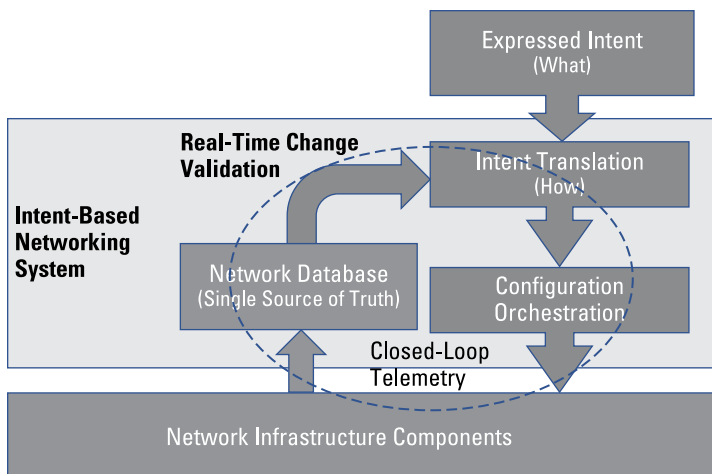 Expressed Intent
(What)
Real-Time Change
Validation
Intent Translation
(How)
Intent-Based
Networking
System
Network Database
(Single Source of Truth)
Configuration
Orchestration
Closed-Loop
Telemetry
Network Infrastructure Components